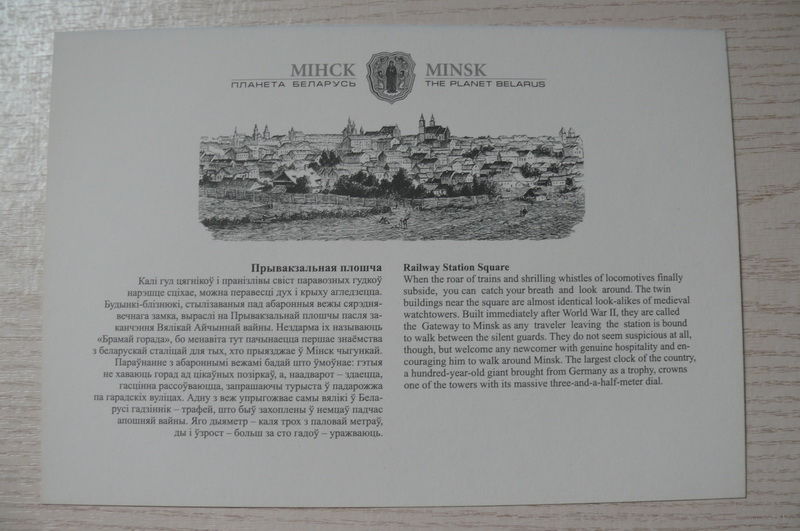 МІНСК MINSK
ПЛАНЕТА БЕЛАРУСЬ THE PLANET BELARUS
Прывакзальная плошча
Калі гул цягнікоў і пранізлівы свіст паравозных гудкоў
нарэшце сціхае, можна перавесці дух і крыху агледзецца.
Будынкі-блізнюкі, стылізаваныя пад абаронныя вежы сярэдня-
вечнага замка, выраслі на Прывакзальнай плошчы пасля за-
канчэння Вялікай Айчыннай вайны. Нездарма іх называюць
«Брамай горада», бо менавіта тут пачынаецца першае знаёмства
з беларускай сталіцай для тых, хто прыязджае ў Мінск чыгункай.
Параўнанне з абароннымі вежамі бадай што ўмоўнае: гэтыя
не хаваюць горад ад цікаўных позіркаў, а, наадварот – здаецца,
гасцінна рассоўваюцца, запрашаючы турыста ў падарожжа
па гарадскіх вуліцах. Адну з веж упрыгожвае самы вялікі ў Бела-
русі гадзіннік – трафей, што быў захоплены ў немцаў падчас
апошняй вайны. Яго дыяметр – каля трох з паловай метраў,
ды і ўзрост – больш за сто гадоў – уражваюць.
Railway Station Square
When the roar of trains and shrilling whistles of locomotives finally
subside, you can catch your breath and look around. The twin
buildings near the square are almost identical look-alikes of medieval
watchtowers. Built immediately after World War II, they are called
the Gateway to Minsk as any traveler leaving the station is bound
to walk between the silent guards. They do not seem suspicious at all,
though, but welcome any newcomer with genuine hospitality and en-
couraging him to walk around Minsk. The largest clock of the country,
a hundred-year-old giant brought from Germany as a trophy, crowns
one of the towers with its massive three-and-a-half-meter dial.